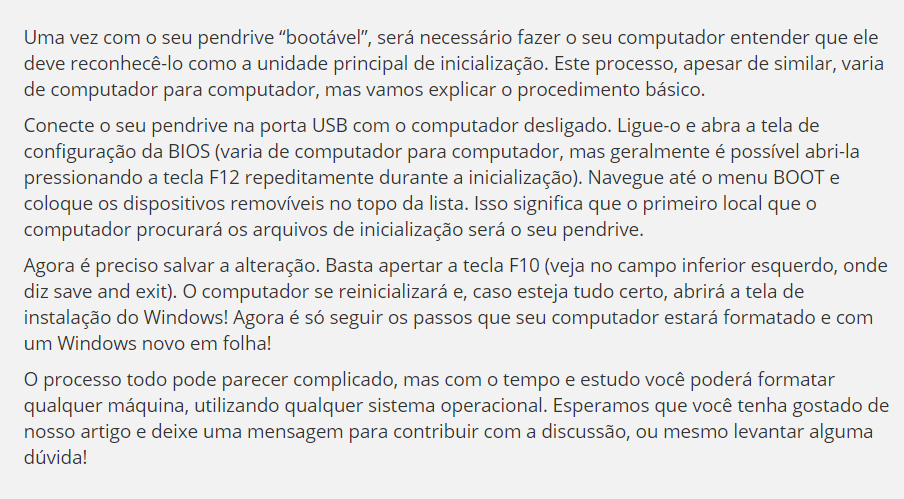 Uma vez com o seu pendrive “bootável”, será necessário fazer o seu computador entender que ele
deve reconhecê-lo como a unidade principal de inicialização. Este processo, apesar de similar, varia
de computador para computador, mas vamos explicar o procedimento básico.
Conecte o seu pendrive na porta USB com o computador desligado. Ligue-o e abra a tela de
configuração da BIOS (varia de computador para computador, mas geralmente é possível abri-la
pressionando a tecla F12 repeditamente durante a inicialização). Navegue até o menu BOOT e
coloque os dispositivos removíveis no topo da lista. Isso significa que o primeiro local que o
computador procurará os arquivos de inicialização será o seu pendrive.
Agora é preciso salvar a alteração. Basta apertar a tecla F10 (veja no campo inferior esquerdo, onde
diz save and exit). O computador se reinicializará e, caso esteja tudo certo, abrirá a tela de
instalação do Windows! Agora é só seguir os passos que seu computador estará formatado e com
um Windows novo em folha!
O processo todo pode parecer complicado, mas com o tempo e estudo você poderá formatar
qualquer máquina, utilizando qualquer sistema operacional. Esperamos que você tenha gostado de
nosso artigo e deixe uma mensagem para contribuir com a discussão, ou mesmo levantar alguma
dúvida!